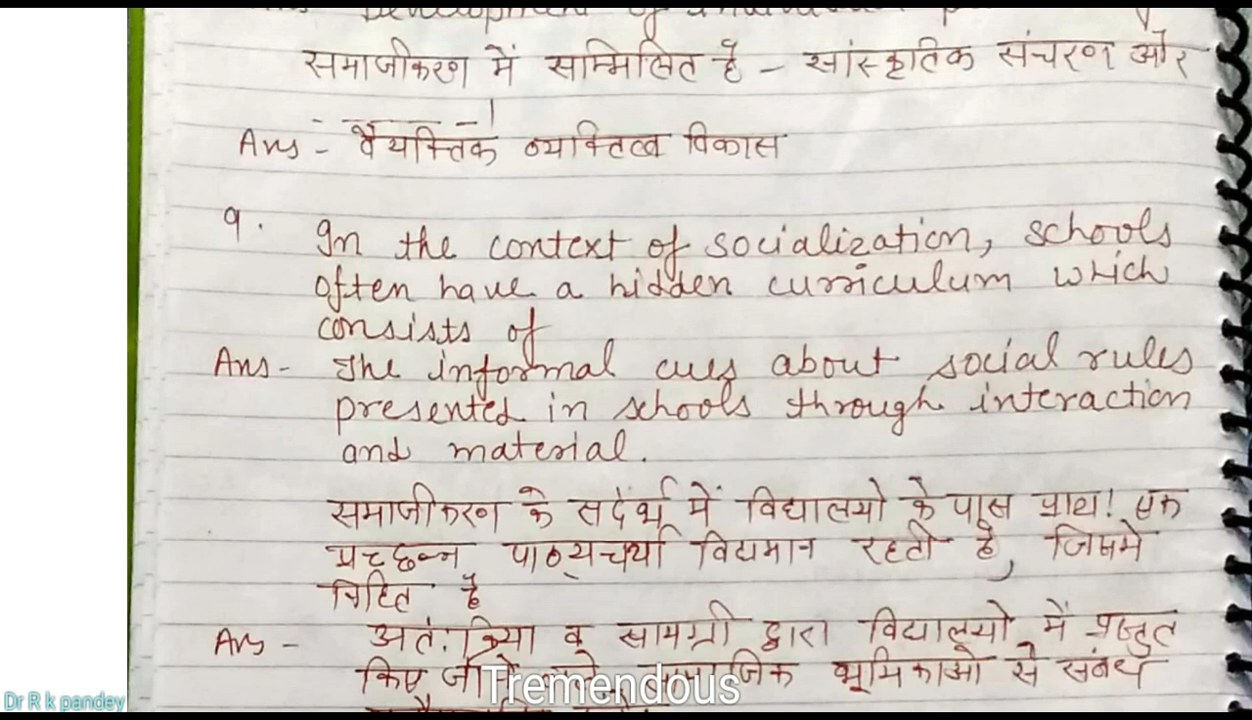 समाजीकरण में सम्मिलित है – सांस्कृतिक संचरण और
Ans - वैयक्तिक व्यक्तित्व विकास
9. In the context of socialization, schools
often have a hidden curriculum which
consists of
Ans - The informal cues about social rules
presented in schools through interaction
and material.
समाजीकरण के सदंर्भ में विद्यालयो के पास प्राय! एक
प्रच्छन्न पाठ्यचर्या विद्यमान रहती है, जिसमे
निहित है
Ans - अतं:क्रिया व सामग्री द्वारा विद्यालयो में प्रस्तुत
किए भूमिकाओ से संबंध
Tremendous
Dr R k pandey